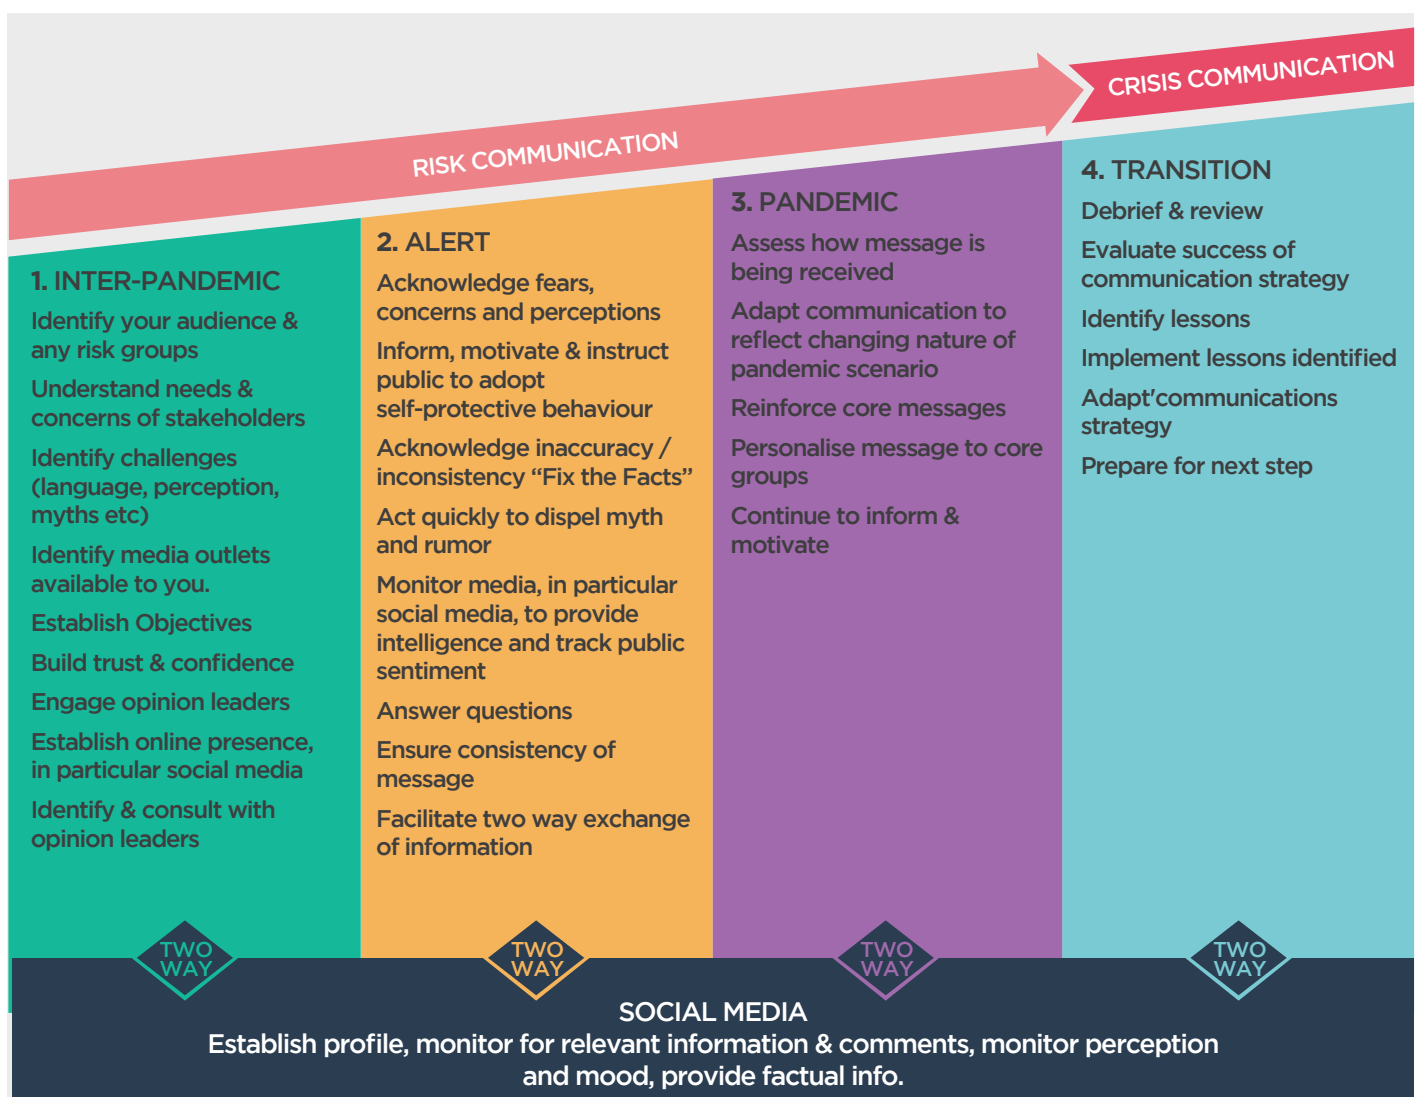 CRISIS COMMUNICATION
RISK COMMUNICATION
1. INTER-PANDEMIC
Identify your audience &
any risk groups
Understand needs &
concerns of stakeholders
Identify challenges
(language, perception,
myths etc)
Identify media outlets
available to you.
Establish Objectives
Build trust & confidence
Engage opinion leaders
Establish online presence,
in particular social media
Identify & consult with
opinion leaders
2. ALERT
Acknowledge fears,
concerns and perceptions
Inform, motivate & instruct
public to adopt
self-protective behaviour
Acknowledge inaccuracy /
inconsistency “Fix the Facts”
Act quickly to dispel myth
and rumor
Monitor media, in particular
social media, to provide
intelligence and track public
sentiment
Answer questions
Ensure consistency of
message
Facilitate two way exchange
of information
3. PANDEMIC
Assess how message is
being received
Adapt communication to
reflect changing nature of
pandemic scenario
Reinforce core messages
Personalise message to core
groups
Continue to inform &
motivate
4. TRANSITION
Debrief & review
Evaluate success of
communication strategy
Identify lessons
Implement lessons identified
Adapt'communications
strategy
Prepare for next step
TWO
WAY
TWO
WAY
TWO
WAY
TWO
WAY
SOCIAL MEDIA
Establish profile, monitor for relevant information & comments, monitor perception
and mood, provide factual info.